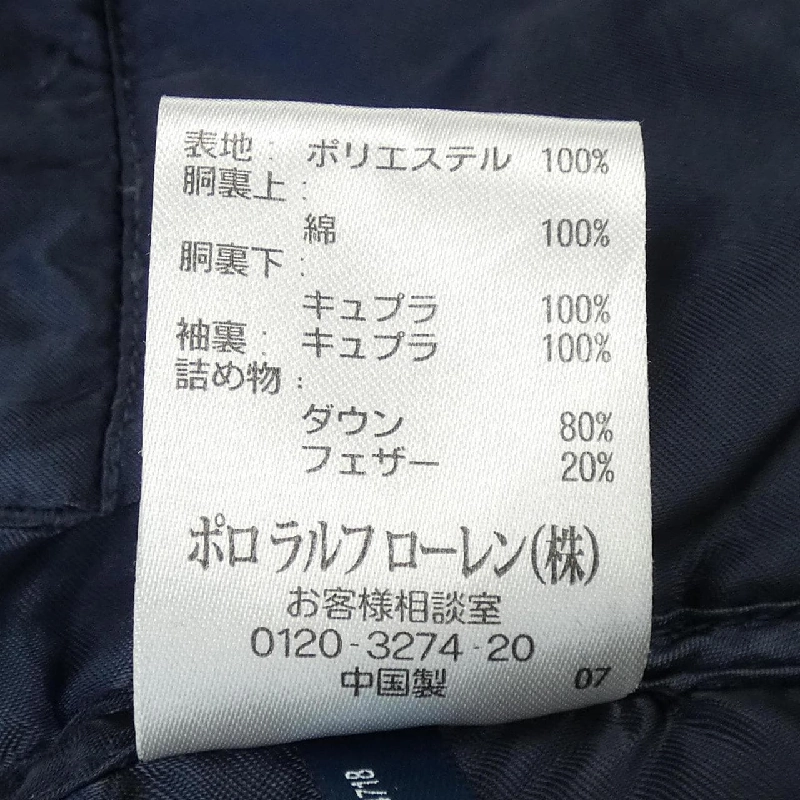 表地： ポリエステル 100%
胴裏上：
綿 100%
胴裏下：
キュプラ 100%
袖裏： キュプラ 100%
詰め物：
ダウン 80%
フェザー 20%
ポロ ラルフ ローレン(株)
お客様相談室
0120-3274-20
中国製 07